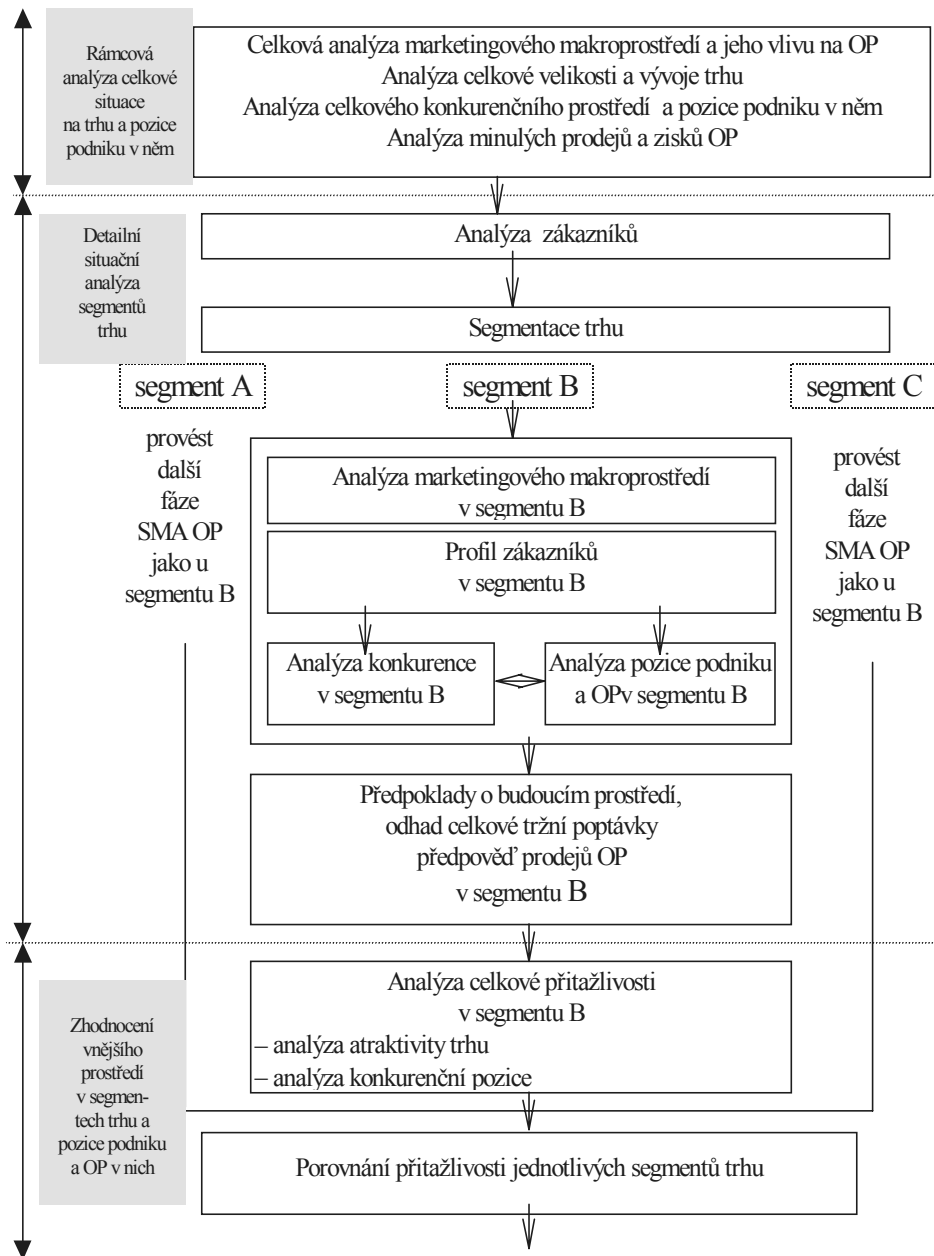 Rámcová
analýza celkové
situace
na trhu a pozice
podniku v něm
Celková analýza marketingového makroprostředí a jeho vlivu na OP
Analýza celkové velikosti a vývoje trhu
Analýza celkového konkurenčního prostředí a pozice podniku v něm
Analýza minulých prodejů a zisků OP
Detailní
situační
analýza
segmentů
trhu
Analýza zákazníků
Segmentace trhu
segment A
segment B
segment C
provést
další
fáze
SMA OP
jako u
segmentu B
Analýza marketingového makroprostředí
v segmentu B
Profil zákazníků
v segmentu B
Analýza konkurence
v segmentu B
Analýza pozice podniku
a OPv segmentu B
provést
další
fáze
SMA OP
jako u
segmentu B
Předpoklady o budoucím prostředí,
odhad celkové tržní poptávky
předpověď prodejů OP
v segmentu B
Zhodnocení
vnějšího
prostředí
v segmen-
tech trhu a
pozice podniku
a OP v nich
Analýza celkové přitažlivosti
v segmentu B
– analýza atraktivity trhu
– analýza konkurenční pozice
Porovnání přitažlivosti jednotlivých segmentů trhu